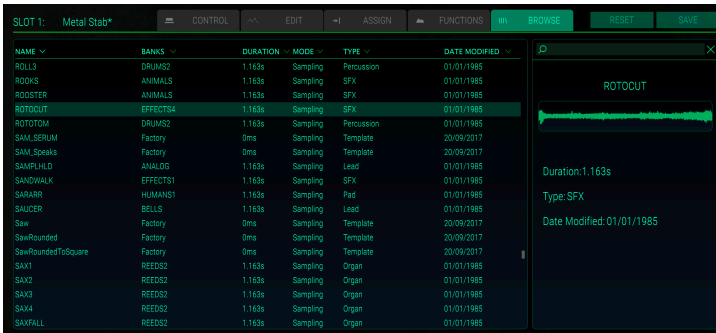 SLOT 1: Metal Stab* CONTROL EDIT ASSIGN FUNCTIONS BROWSE RESET SAVE
NAME BANKS DURATION MODE TYPE DATE MODIFIED
ROLL3 DRUMS2 1.163s Sampling Percussion 01/01/1985
ROOKS ANIMALS 1.163s Sampling SFX 01/01/1985
ROOSTER ANIMALS 1.163s Sampling SFX 01/01/1985
ROTOCUT EFFECTS4 1.163s Sampling SFX 01/01/1985
ROTOTOM DRUMS2 1.163s Sampling Percussion 01/01/1985
SAM_SERUM Factory 0ms Sampling Template 20/09/2017
SAM_Speaks Factory 0ms Sampling Template 20/09/2017
SAMPLHLD ANALOG 1.163s Sampling Lead 01/01/1985
SANDWALK EFFECTS1 1.163s Sampling SFX 01/01/1985
SARARR HUMANS1 1.163s Sampling Pad 01/01/1985
SAUCER BELLS 1.163s Sampling Lead 01/01/1985
Saw Factory 0ms Sampling Template 20/09/2017
SawRounded Factory 0ms Sampling Template 20/09/2017
SawRoundedToSquare Factory 0ms Sampling Template 20/09/2017
SAX1 REEDS2 1.163s Sampling Organ 01/01/1985
SAX2 REEDS2 1.163s Sampling Organ 01/01/1985
SAX3 REEDS2 1.163s Sampling Organ 01/01/1985
SAX4 REEDS2 1.163s Sampling Organ 01/01/1985
SAXFALL REEDS2 1.163s Sampling Organ 01/01/1985
ROTOCUT
Duration:1.163s
Type: SFX
Date Modified: 01/01/1985